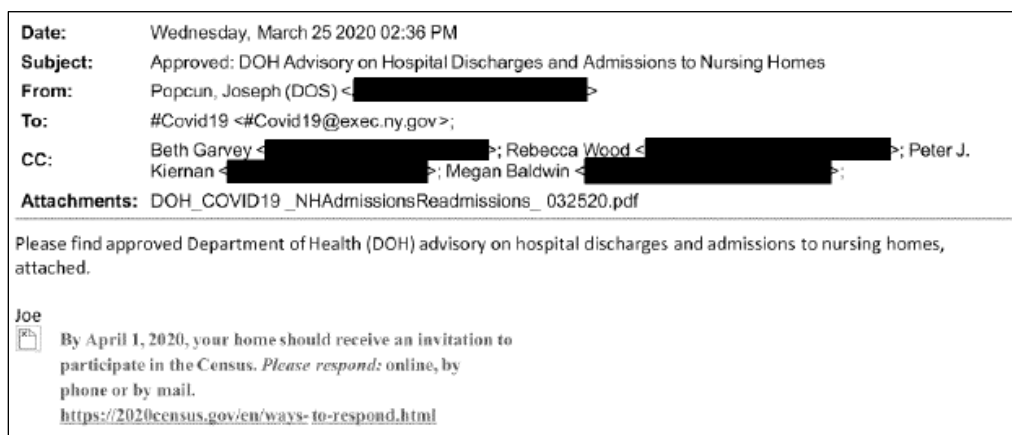 Date: Wednesday, March 25 2020 02:36 PM
Subject: Approved: DOH Advisory on Hospital Discharges and Admissions to Nursing Homes
From: Popcun, Joseph (DOS) < >
To: #Covid19 <#Covid19@exec.ny.gov>;
CC: Beth Garvey < >; Rebecca Wood < >; Peter J.
Kiernan < >; Megan Baldwin < >;
Attachments: DOH_COVID19 _NHAdmissionsReadmissions_ 032520.pdf
Please find approved Department of Health (DOH) advisory on hospital discharges and admissions to nursing homes,
attached.
Joe
By April 1, 2020, your home should receive an invitation to
participate in the Census. Please respond: online, by
phone or by mail.
https://2020census.gov/en/ways- to-respond.html